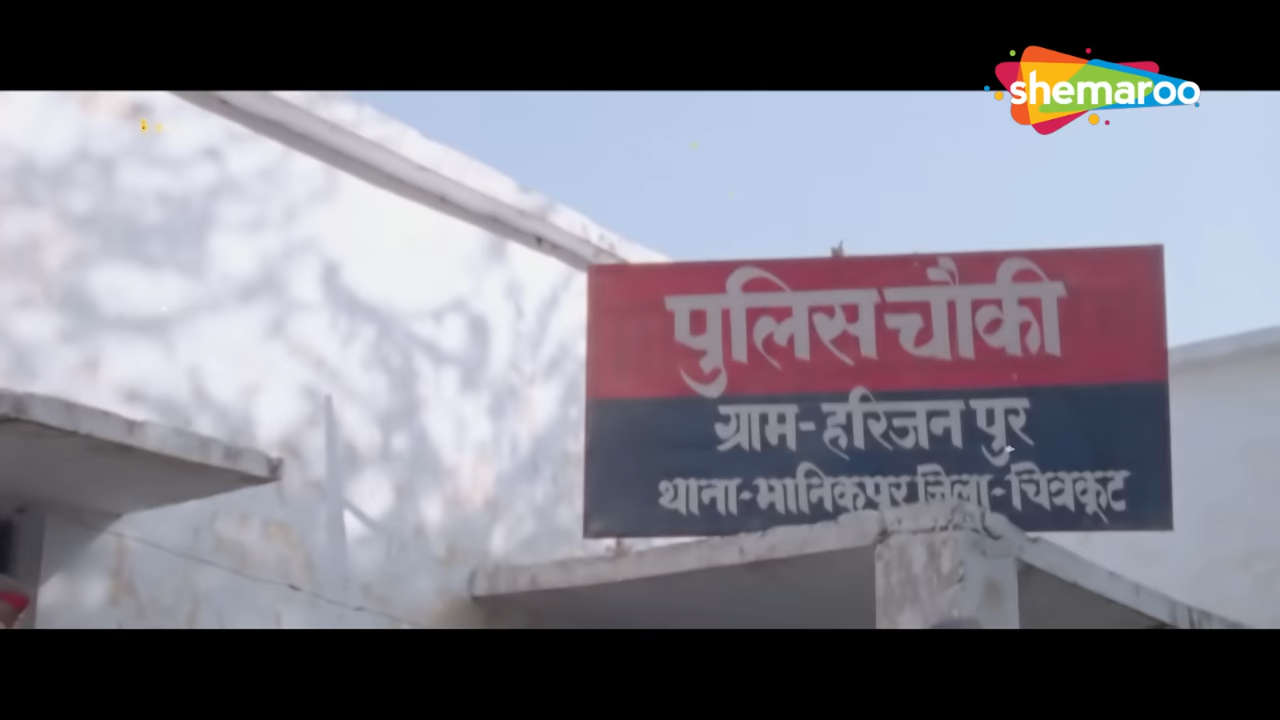 shemaroo
पुलिस चौकी
ग्राम-हरिजन पुर
थाना-मानिकपुर जिला-चित्रकूट